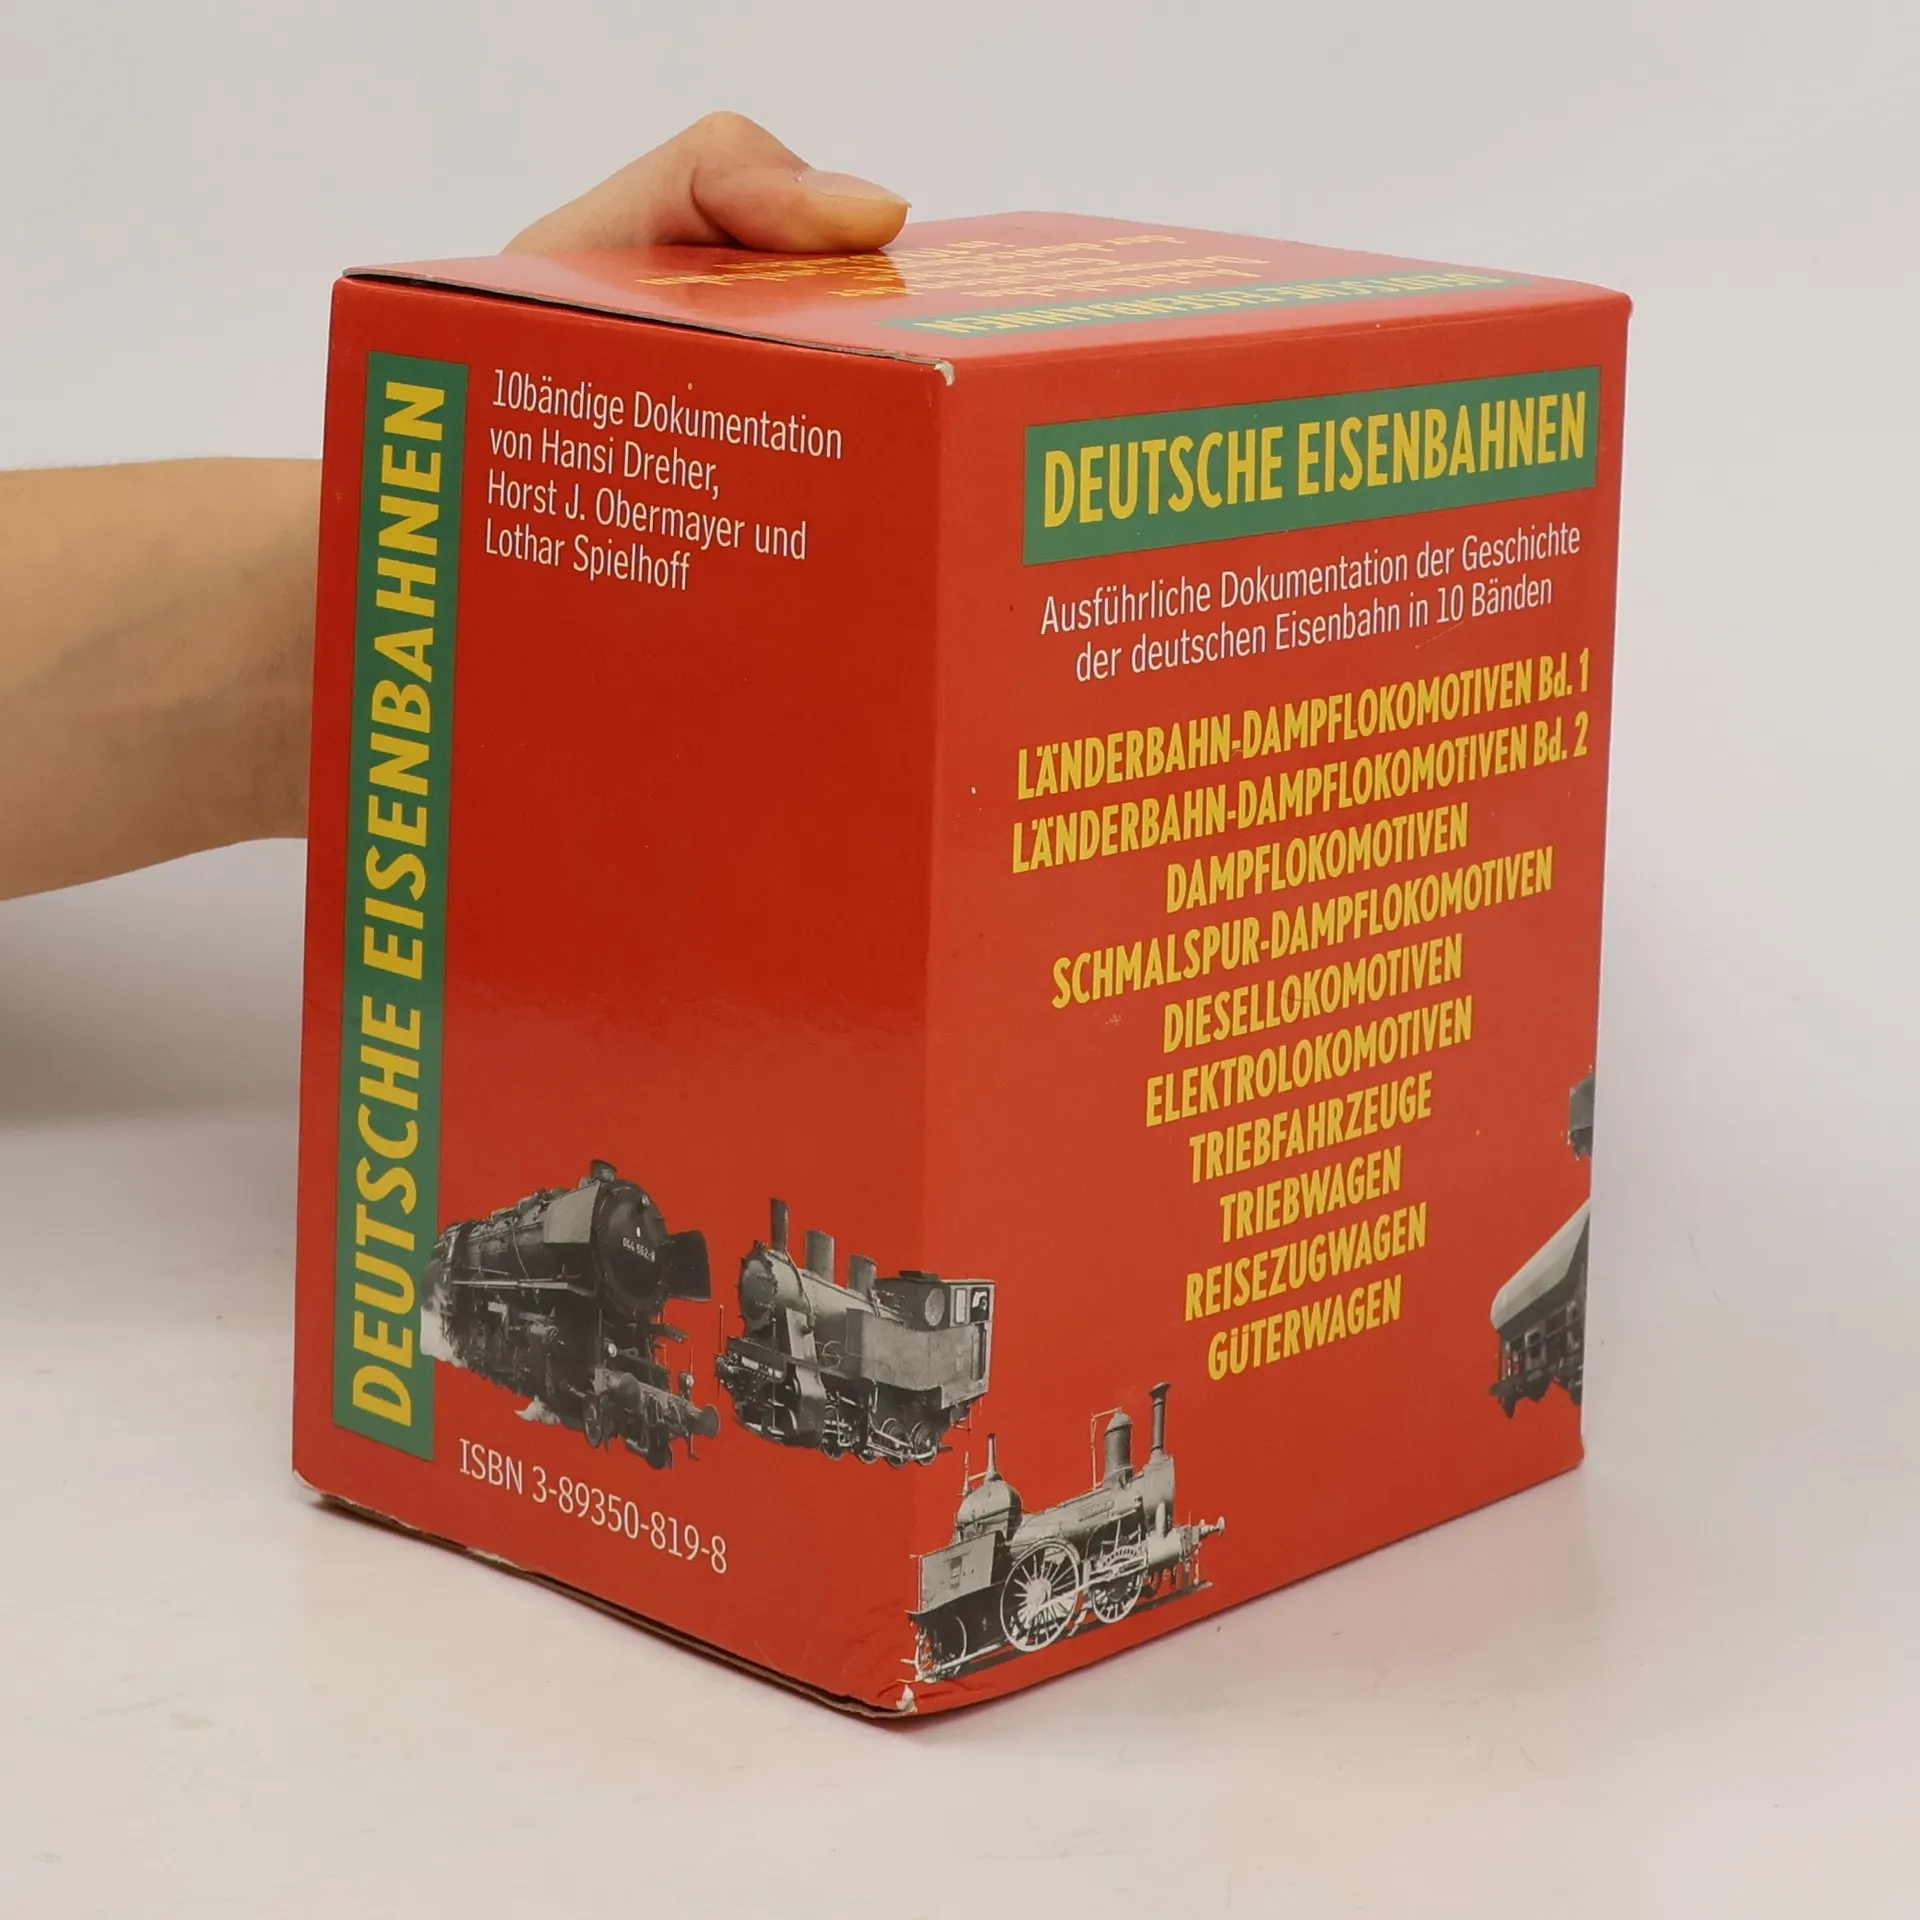 DEUTSCHE EISENBAHNEN
10bändige Dokumentation
von Hansi Dreher,
Horst J. Obermayer und
Lothar Spielhoff
ISBN 3-89350-819-8
DEUTSCHE EISENBAHNEN
Ausführliche Dokumentation der Geschichte
der deutschen Eisenbahn in 10 Bänden
LÄNDERBAHN-DAMPFLOKOMOTIVEN Bd. 1
LÄNDERBAHN-DAMPFLOKOMOTIVEN Bd. 2
DAMPFLOKOMOTIVEN
SCHMALSPUR-DAMPFLOKOMOTIVEN
DIESELLOKOMOTIVEN
ELEKTROLOKOMOTIVEN
TRIEBFAHRZEUGE
TRIEBWAGEN
REISEZUGWAGEN
GÜTERWAGEN
DEUTSCHE EISENBAHNEN